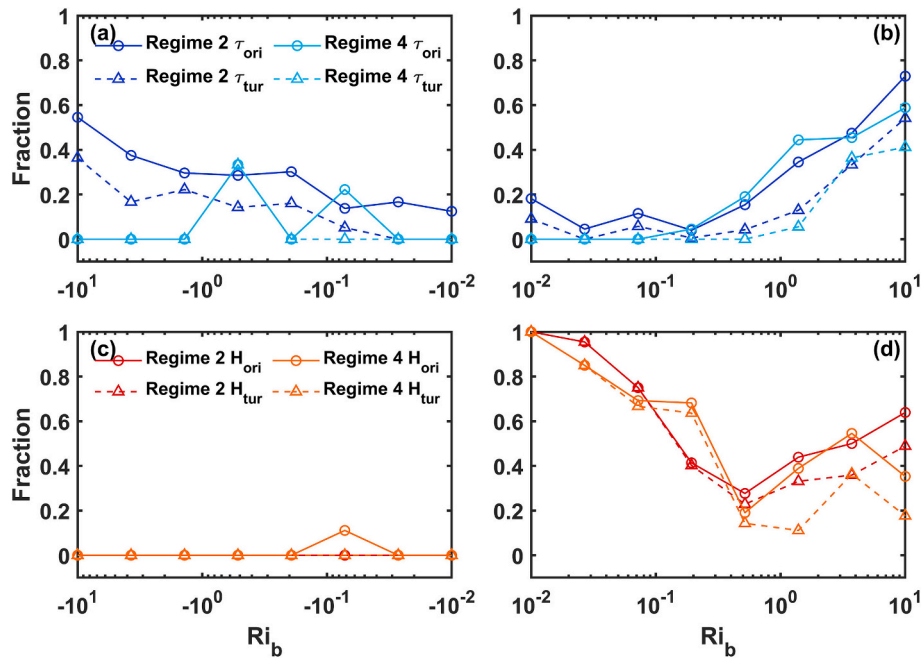 (a)
Regime 2 τori
Regime 4 τori
Regime 2 τtur
Regime 4 τtur
Fraction
1
0.8
0.6
0.4
0.2
0
-10^1
-10^0
-10^-1
-10^-2
(b)
1
0.8
0.6
0.4
0.2
0
10^-2
10^-1
10^0
10^1
(c)
Regime 2 Hori
Regime 4 Hori
Regime 2 Htur
Regime 4 Htur
Fraction
1
0.8
0.6
0.4
0.2
0
-10^1
-10^0
-10^-1
-10^-2
Rib
(d)
1
0.8
0.6
0.4
0.2
0
10^-2
10^-1
10^0
10^1
Rib